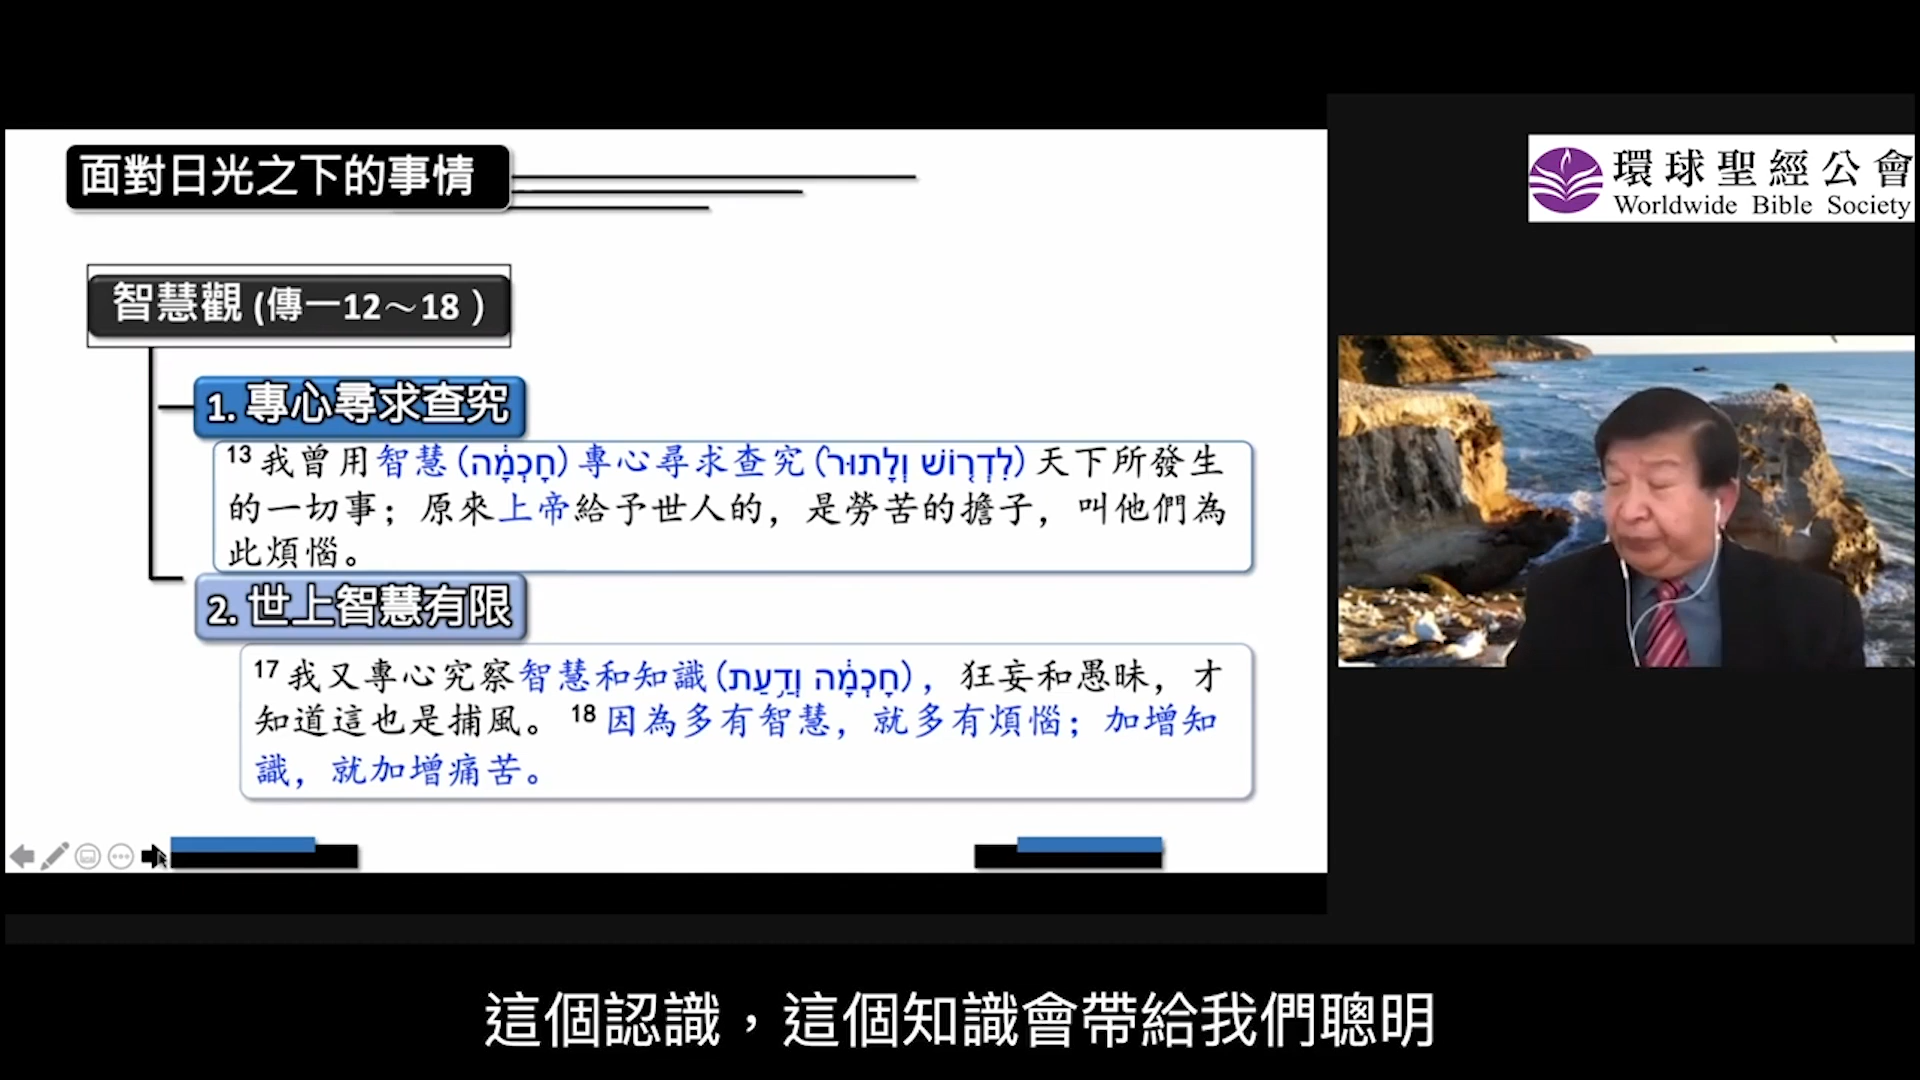 面對日光之下的事情
環球聖經公會
Worldwide Bible Society
智慧觀 (傳一12～18 )
1. 專心尋求查究
13 我曾用智慧(חָכְמָ֔ה)專心尋求查究(לִדְר֤וֹשׁ וְלָתוּר֙)天下所發生
的一切事；原來上帝給予世人的，是勞苦的擔子，叫他們為
此煩惱。
2. 世上智慧有限
17 我又專心究察智慧和知識(חָכְמָ֔ה וְדַ֥עַת)，狂妄和愚昧，才
知道這也是捕風。 18 因為多有智慧，就多有煩惱；加增知
識，就加增痛苦。
這個認識，這個知識會帶給我們聰明